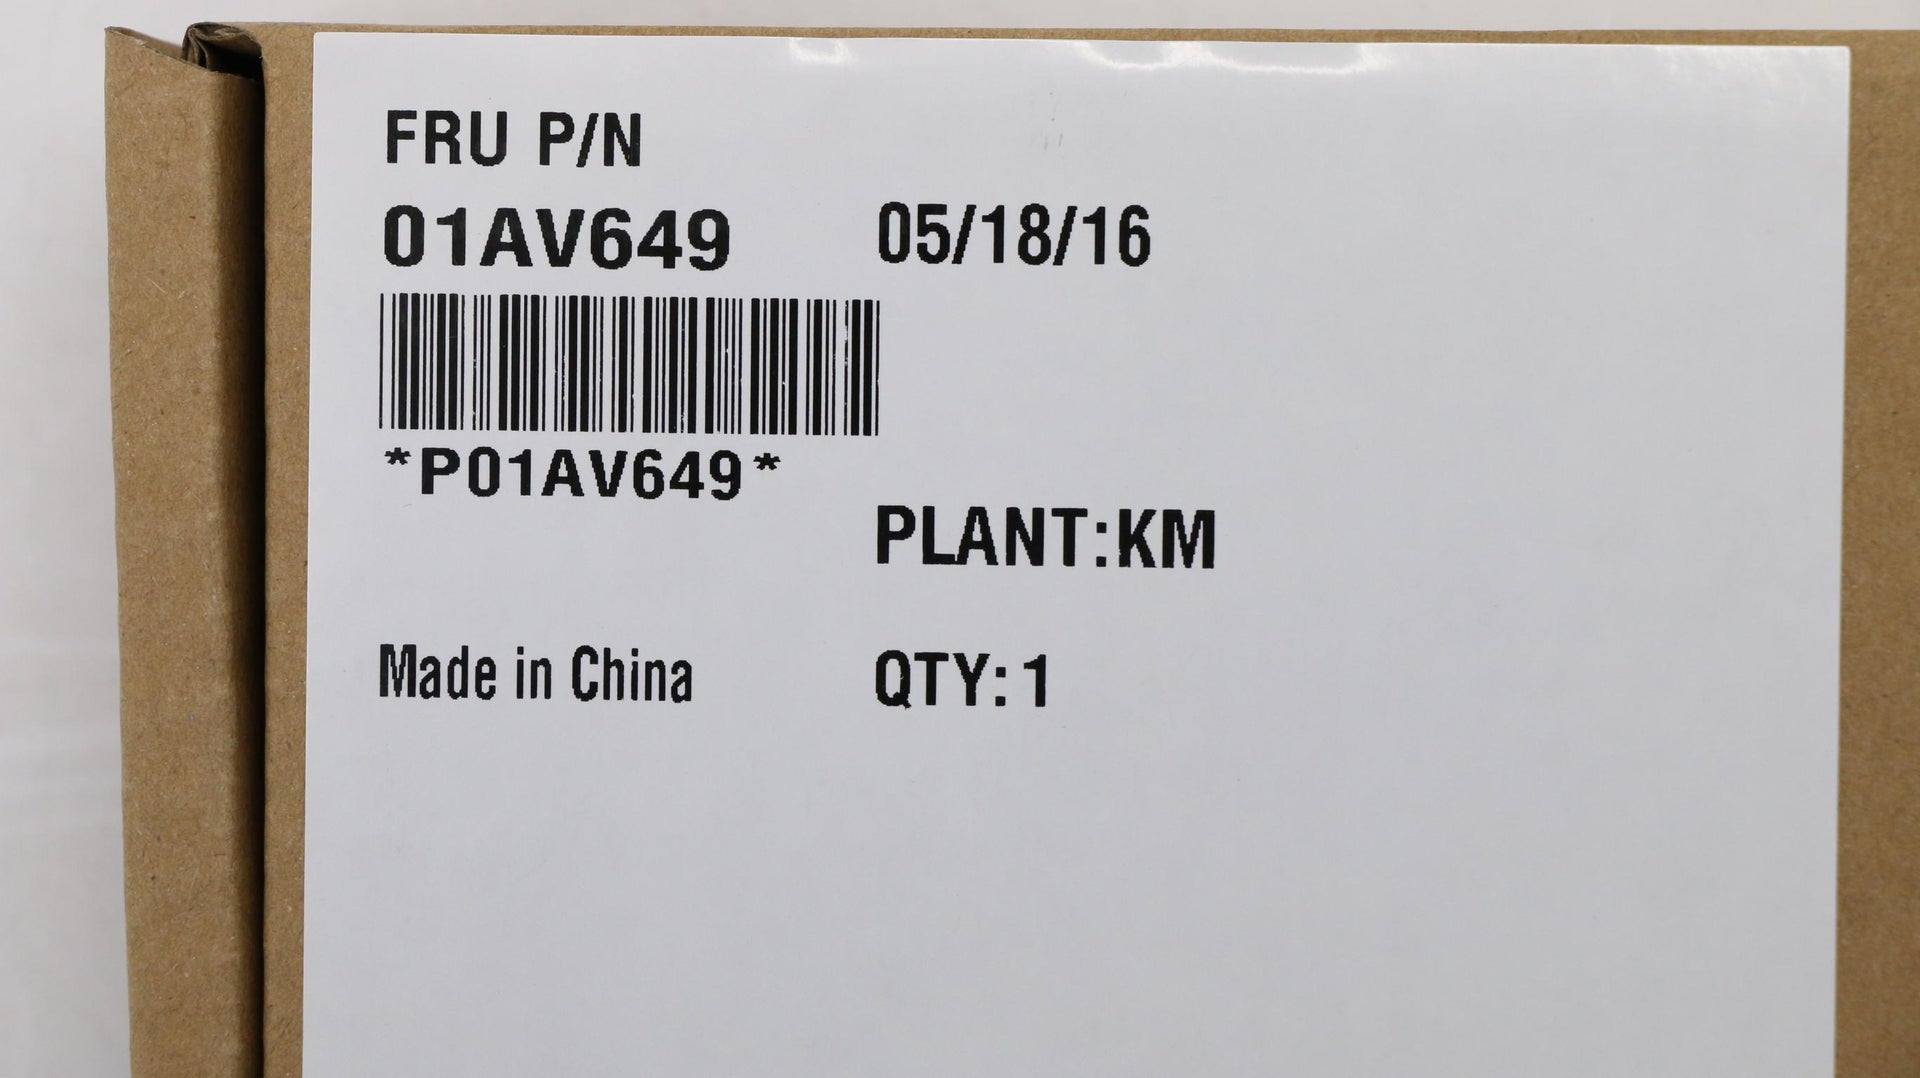 FRU P/N
01AV649 05/18/16
*P01AV649*
PLANT:KM
Made in China QTY: 1